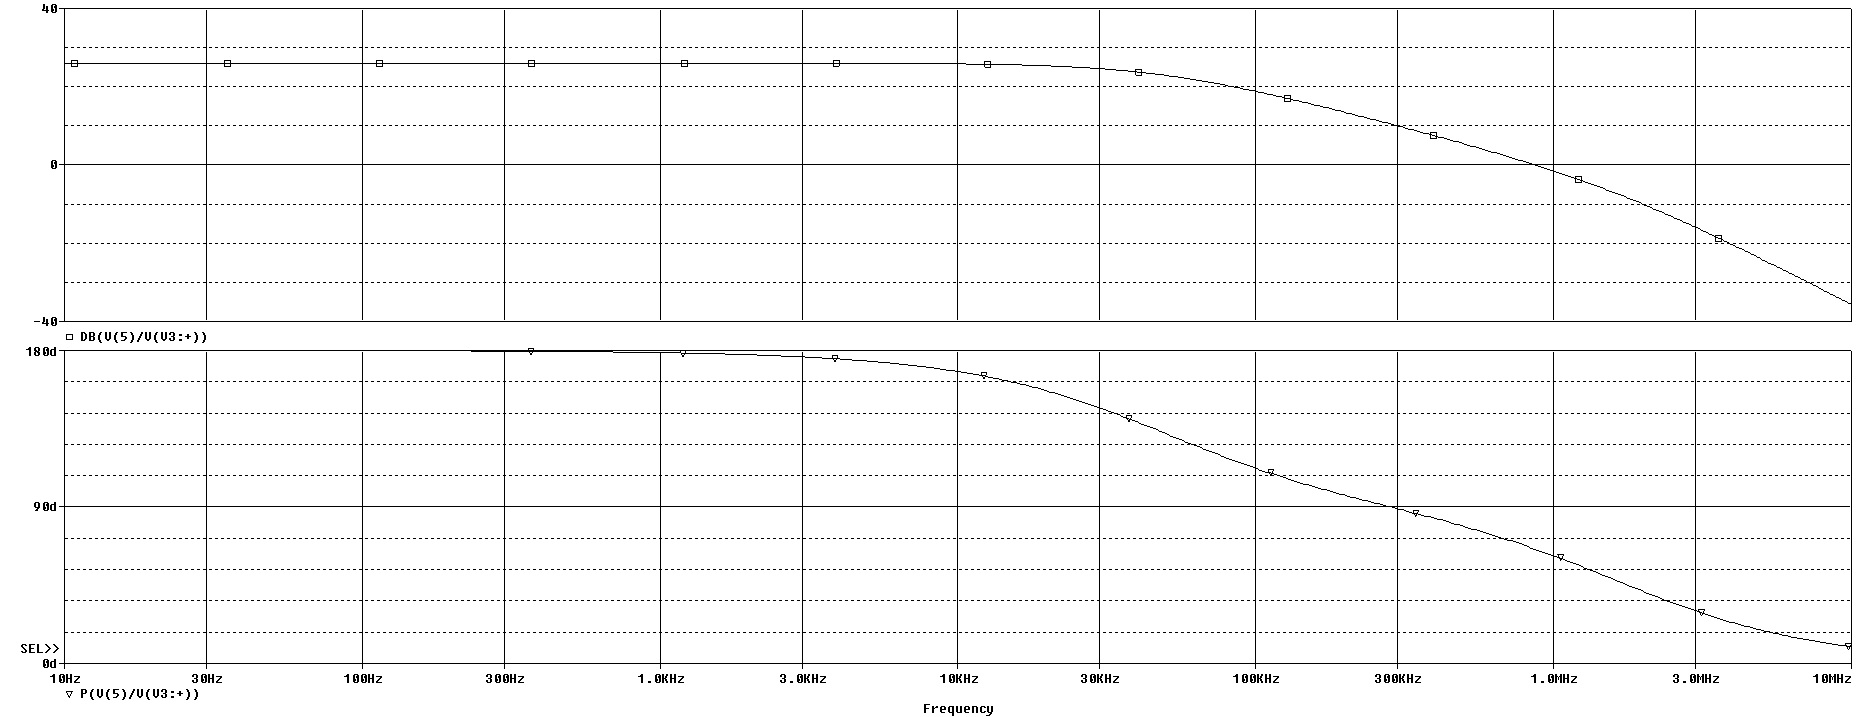 40
0
-40
□ DB(V(5)/V(V3:+))
180d
90d
SEL>>
0d
10Hz 30Hz 100Hz 300Hz 1.0KHz 3.0KHz 10KHz 30KHz 100KHz 300KHz 1.0MHz 3.0MHz 10MHz
▽ P(V(5)/V(V3:+))
Frequency